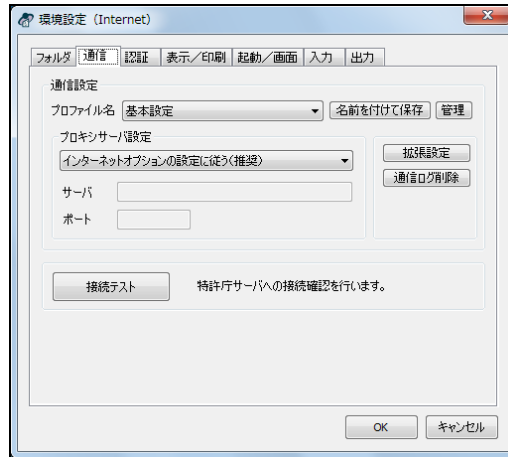 環境設定（Internet）
フォルダ 通信 認証 表示／印刷 起動／画面 入力 出力
通信設定
プロファイル名 基本設定 名前を付けて保存 管理
プロキシサーバ設定
インターネットオプションの設定に従う(推奨) 拡張設定
サーバ 通信ログ削除
ポート
接続テスト 特許庁サーバへの接続確認を行います。
OK キャンセル